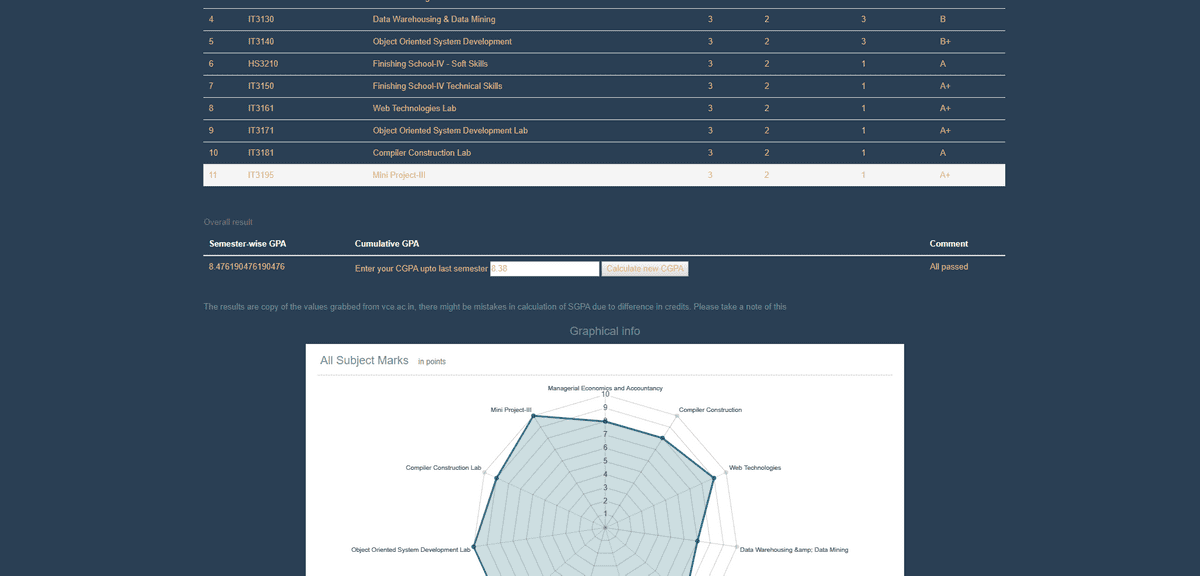 4 IT3130 Data Warehousing & Data Mining 3 2 3 B
5 IT3140 Object Oriented System Development 3 2 3 B+
6 HS3210 Finishing School-IV - Soft Skills 3 2 1 A
7 IT3150 Finishing School-IV Technical Skills 3 2 1 A+
8 IT3161 Web Technologies Lab 3 2 1 A+
9 IT3171 Object Oriented System Development Lab 3 2 1 A+
10 IT3181 Compiler Construction Lab 3 2 1 A
11 IT3195 Mini Project-III 3 2 1 A+
Overall result
Semester-wise GPA Cumulative GPA Comment
8.476190476190476 Enter your CGPA upto last semester 8.38 Calculate new CGPA All passed
The results are copy of the values grabbed from vce.ac.in, there might be mistakes in calculation of SGPA due to difference in credits. Please take a note of this
Graphical info
All Subject Marks in points
Managerial Economics and Accountancy
10
Mini Project-III Compiler Construction
9
8
7
6
5
Compiler Construction Lab Web Technologies
4
3
2
1
Object Oriented System Development Lab Data Warehousing &amp; Data Mining